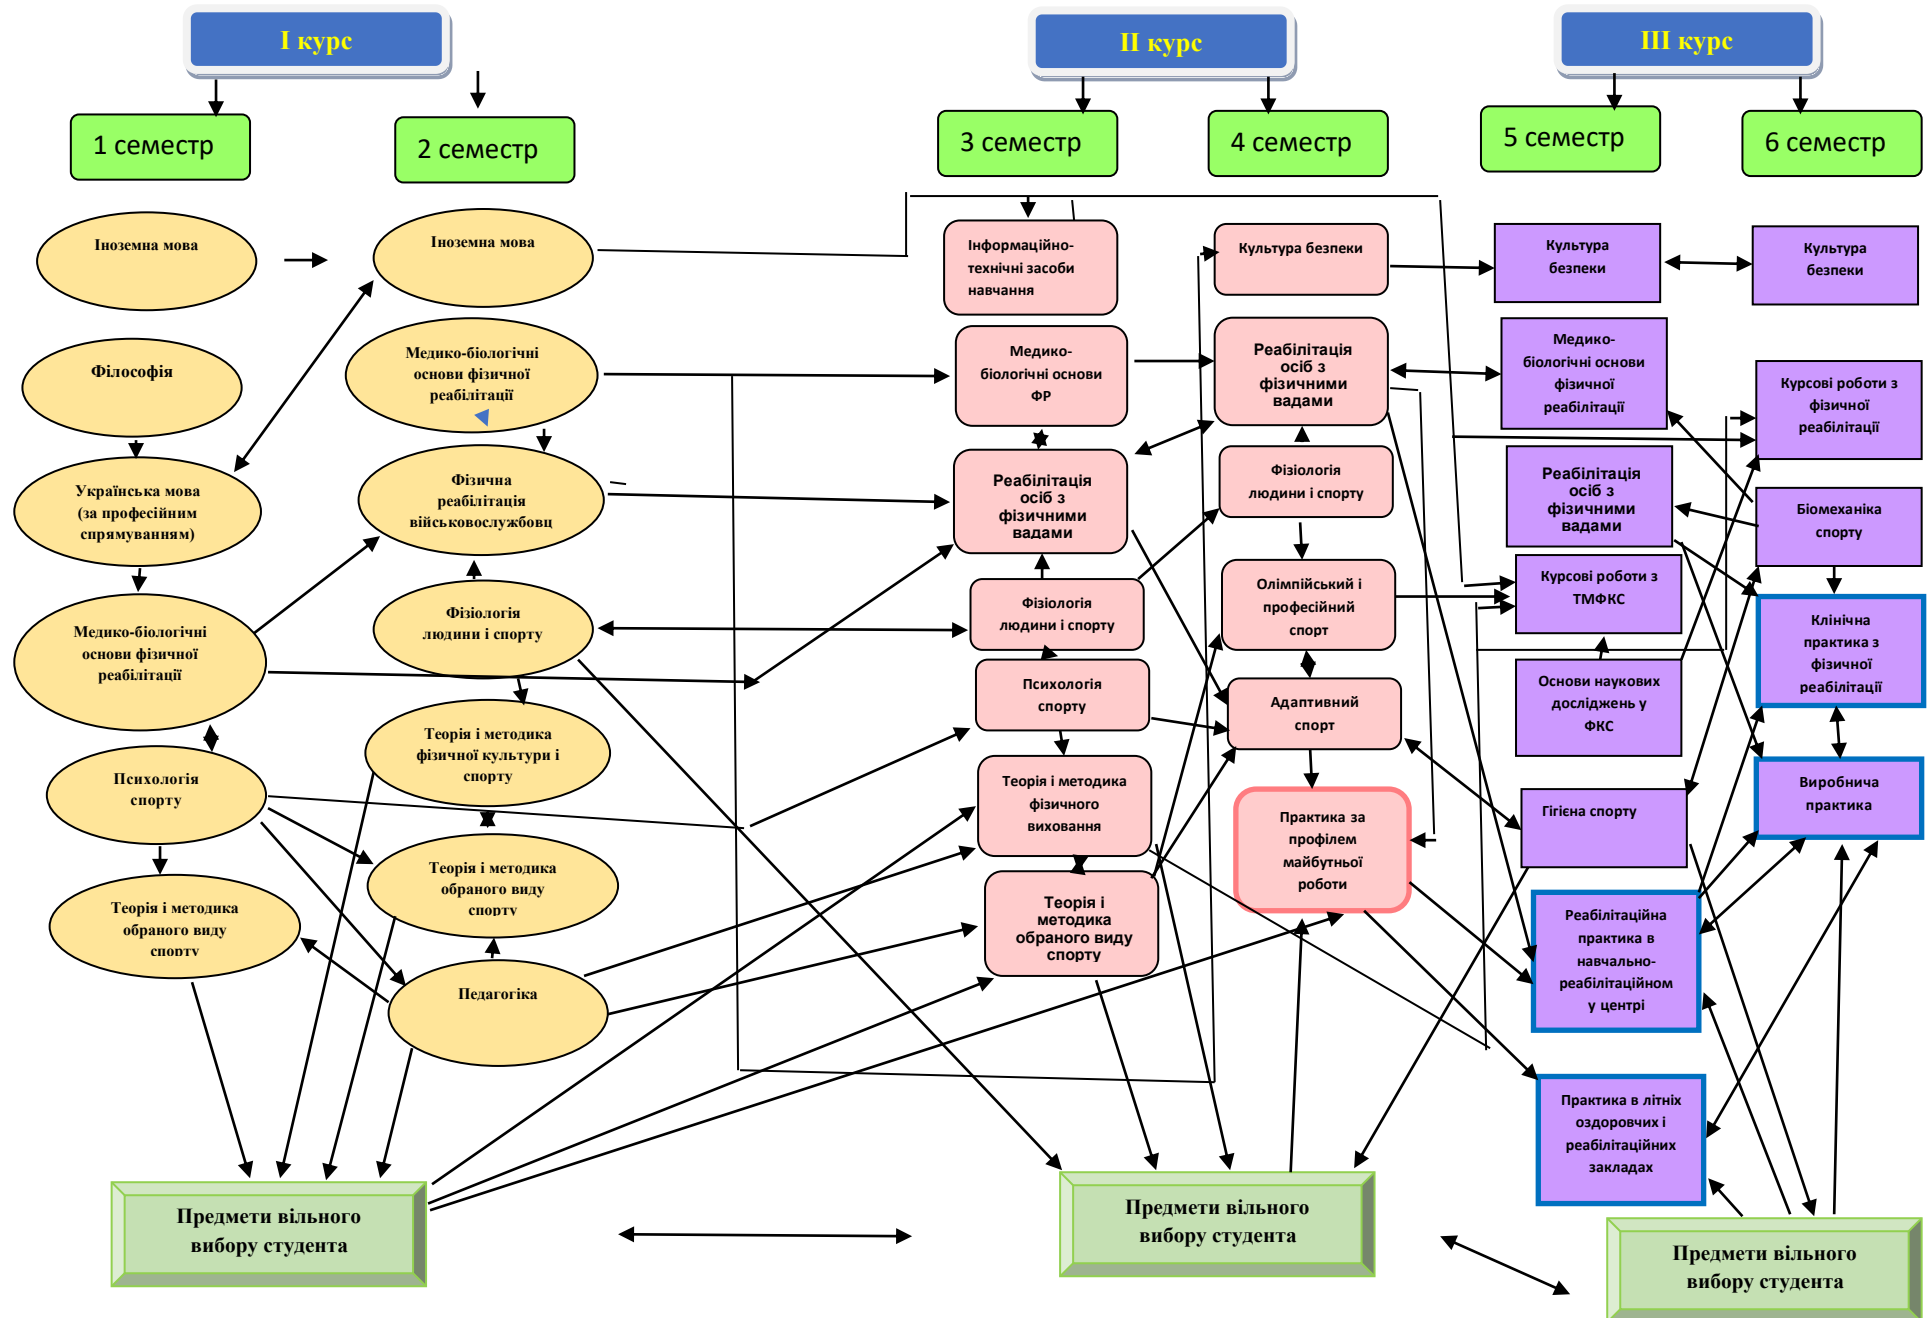 I курс
II курс
III курс
1 семестр
2 семестр
3 семестр
4 семестр
5 семестр
6 семестр
Іноземна мова
Філософія
Українська мова
(за професійним
спрямуванням)
Медико-біологічні
основи фізичної
реабілітації
Психологія
спорту
Теорія і методика
обраного виду
спорту
Іноземна мова
Медико-біологічні
основи фізичної
реабілітації
Фізична
реабілітація
військовослужбовц
Фізіологія
людини і спорту
Теорія і методика
фізичної культури і
спорту
Теорія і методика
обраного виду
спорту
Педагогіка
Предмети вільного
вибору студента
Інформаційно-
технічні засоби
навчання
Медико-
біологічні основи
ФР
Реабілітація
осіб з
фізичними
вадами
Фізіологія
людини і спорту
Психологія
спорту
Теорія і методика
фізичного
виховання
Теорія і
методика
обраного виду
спорту
Культура безпеки
Реабілітація
осіб з
фізичними
вадами
Фізіологія
людини і спорту
Олімпійський і
професійний
спорт
Адаптивний
спорт
Практика за
профілем
майбутньої
роботи
Предмети вільного
вибору студента
Культура
безпеки
Медико-
біологічні основи
фізичної
реабілітації
Реабілітація
осіб з
фізичними
вадами
Курсові роботи з
ТМФКС
Основи наукових
досліджень у
ФКС
Гігієна спорту
Реабілітаційна
практика в
навчально-
реабілітаційном
у центрі
Практика в літніх
оздоровчих і
реабілітаційних
закладах
Культура
безпеки
Курсові роботи з
фізичної
реабілітації
Біомеханіка
спорту
Клінічна
практика з
фізичної
реабілітації
Виробнича
практика
Предмети вільного
вибору студента